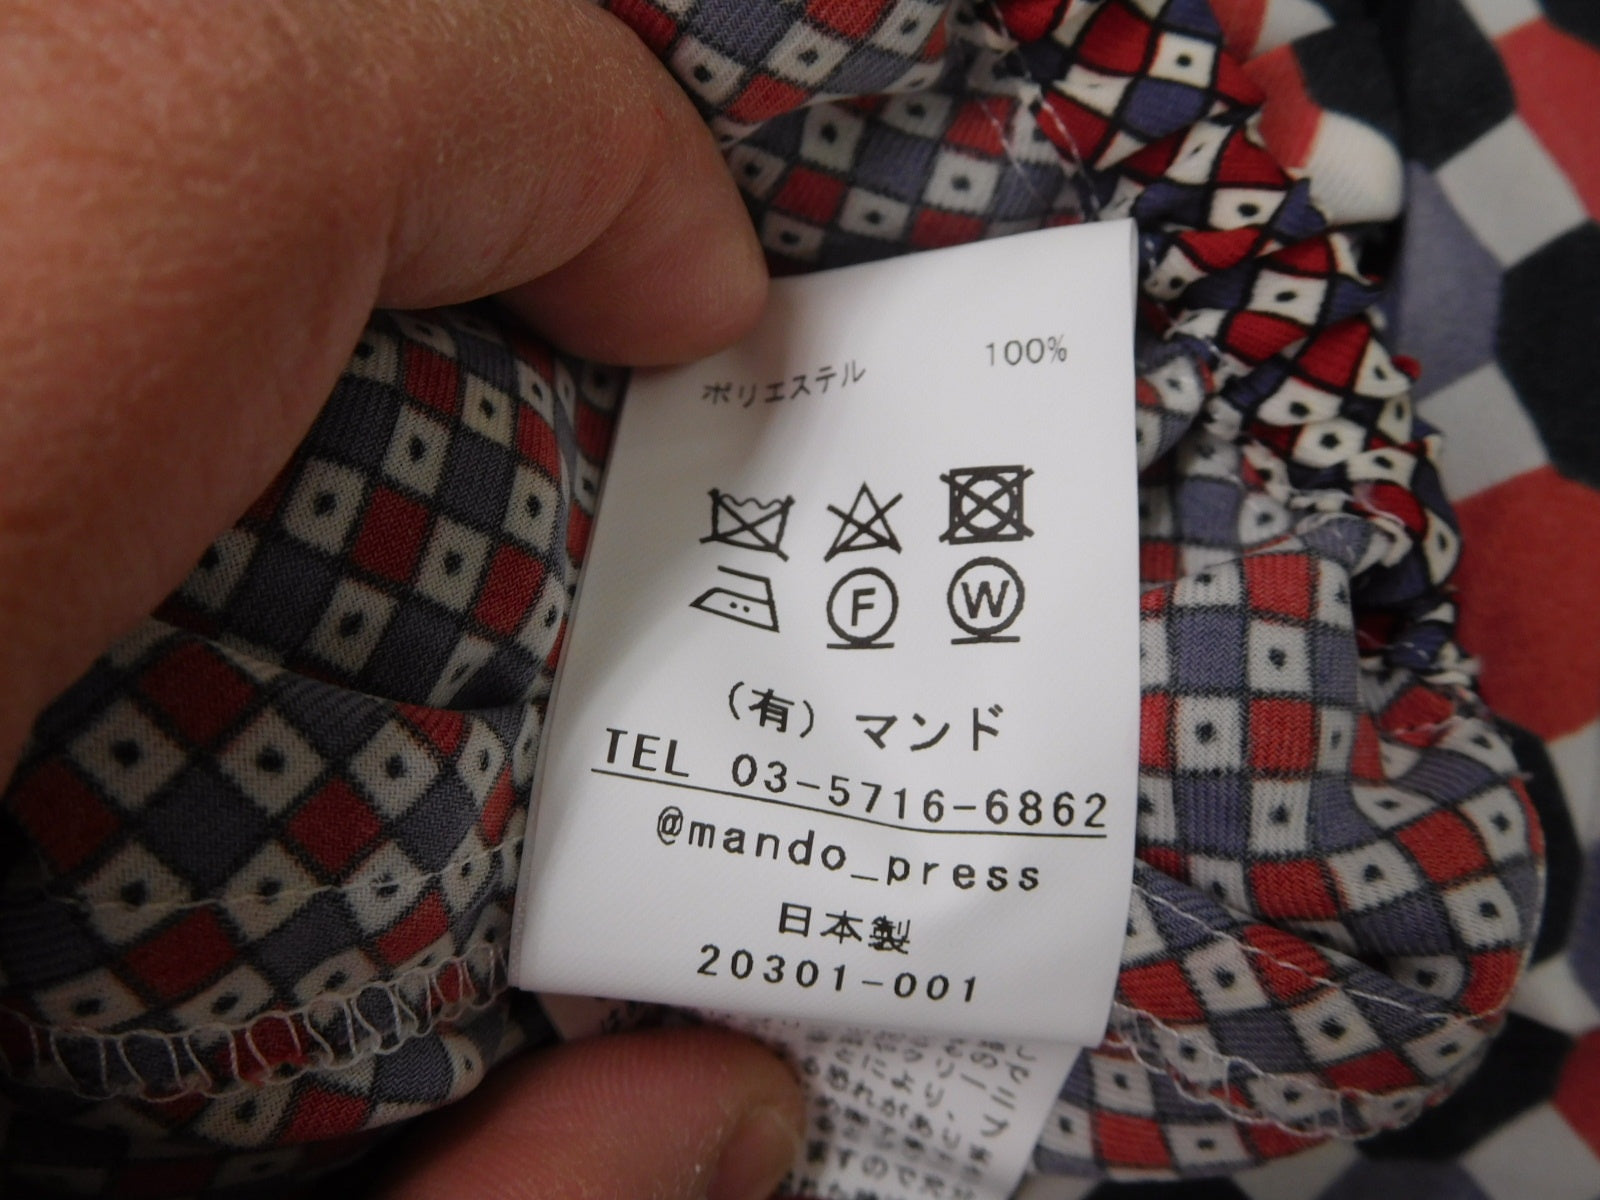 ポリエステル 100%
F W
(有) マンド
TEL 03-5716-6862
@mando_press
日本製
20301-001